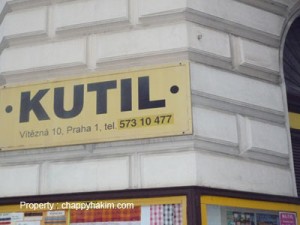 · KUTIL ·
Vítězná 10, Praha 1, tel. 573 10 477
Property : chappyhakim.com